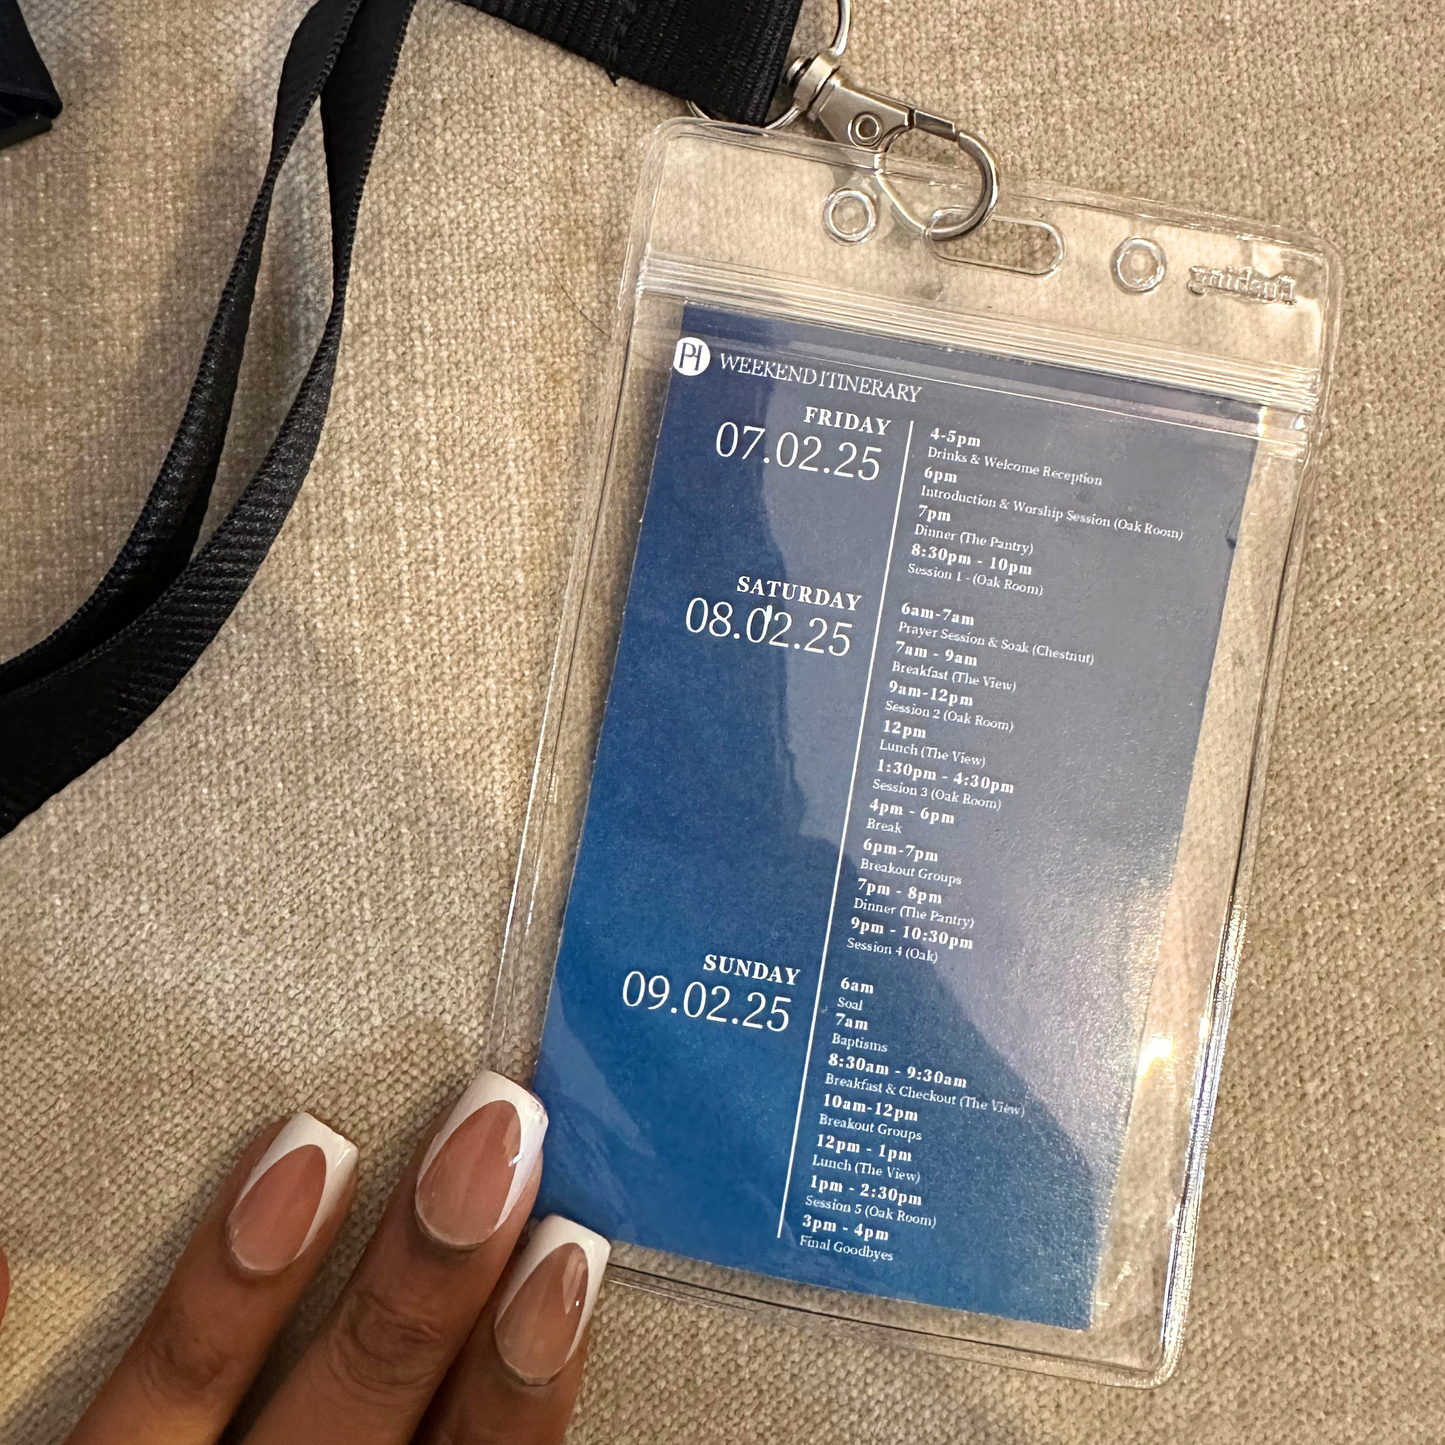 PH WEEKEND ITINERARY
FRIDAY
07.02.25
4-5pm
Drinks & Welcome Reception
6pm
Introduction & Worship Session (Oak Room)
7pm
Dinner (The Pantry)
8:30pm - 10pm
Session 1 - (Oak Room)
SATURDAY
08.02.25
6am-7am
Prayer Session & Soak (Chestnut)
7am - 9am
Breakfast (The View)
9am-12pm
Session 2 (Oak Room)
12pm
Lunch (The View)
1:30pm - 4:30pm
Session 3 (Oak Room)
4pm - 6pm
Break
6pm-7pm
Breakout Groups
7pm - 8pm
Dinner (The Pantry)
9pm - 10:30pm
Session 4 (Oak)
SUNDAY
09.02.25
6am
Soal
7am
Baptisms
8:30am - 9:30am
Breakfast & Checkout (The View)
10am-12pm
Breakout Groups
12pm - 1pm
Lunch (The View)
1pm - 2:30pm
Session 5 (Oak Room)
3pm - 4pm
Final Goodbyes